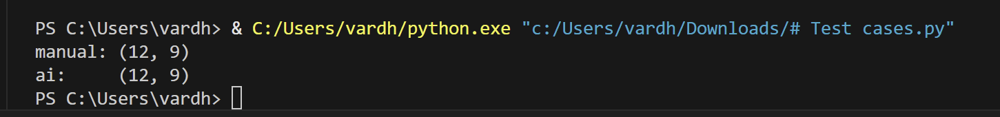 PS C:\Users\vardh> & C:/Users/vardh/python.exe "c:/Users/vardh/Downloads/# Test cases.py"
manual: (12, 9)
ai:     (12, 9)
PS C:\Users\vardh>